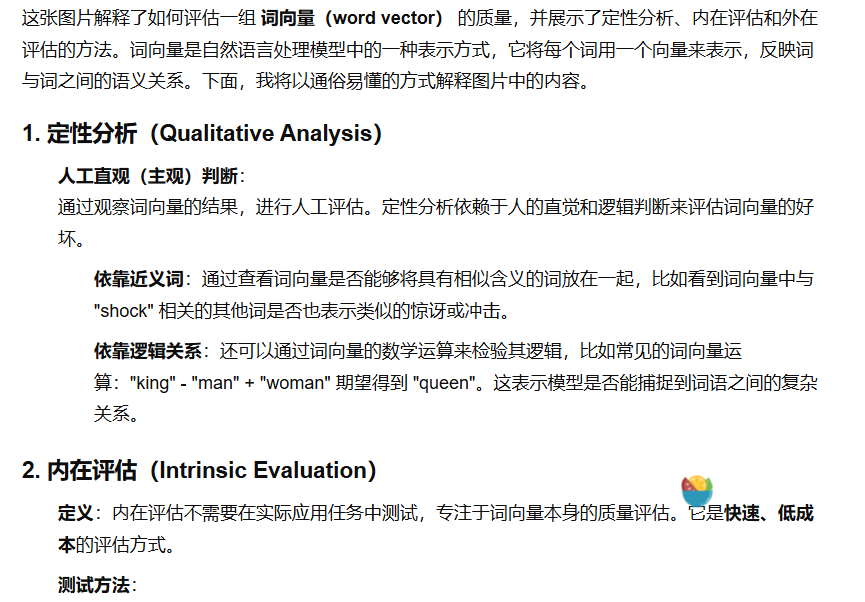 这张图片解释了如何评估一组 词向量（word vector） 的质量，并展示了定性分析、内在评估和外在
评估的方法。词向量是自然语言处理模型中的一种表示方式，它将每个词用一个向量来表示，反映词
与词之间的语义关系。下面，我将以通俗易懂的方式解释图片中的内容。
1. 定性分析（Qualitative Analysis）
人工直观（主观）判断：
通过观察词向量的结果，进行人工评估。定性分析依赖于人的直觉和逻辑判断来评估词向量的好
坏。
依靠近义词：通过查看词向量是否能够将具有相似含义的词放在一起，比如看到词向量中与
"shock" 相关的其他词是否也表示类似的惊讶或冲击。
依靠逻辑关系：还可以通过词向量的数学运算来检验其逻辑，比如常见的词向量运
算："king" - "man" + "woman" 期望得到 "queen"。这表示模型是否能捕捉到词语之间的复杂
关系。
2. 内在评估（Intrinsic Evaluation）
定义：内在评估不需要在实际应用任务中测试，专注于词向量本身的质量评估。它是快速、低成
本的评估方式。
测试方法：